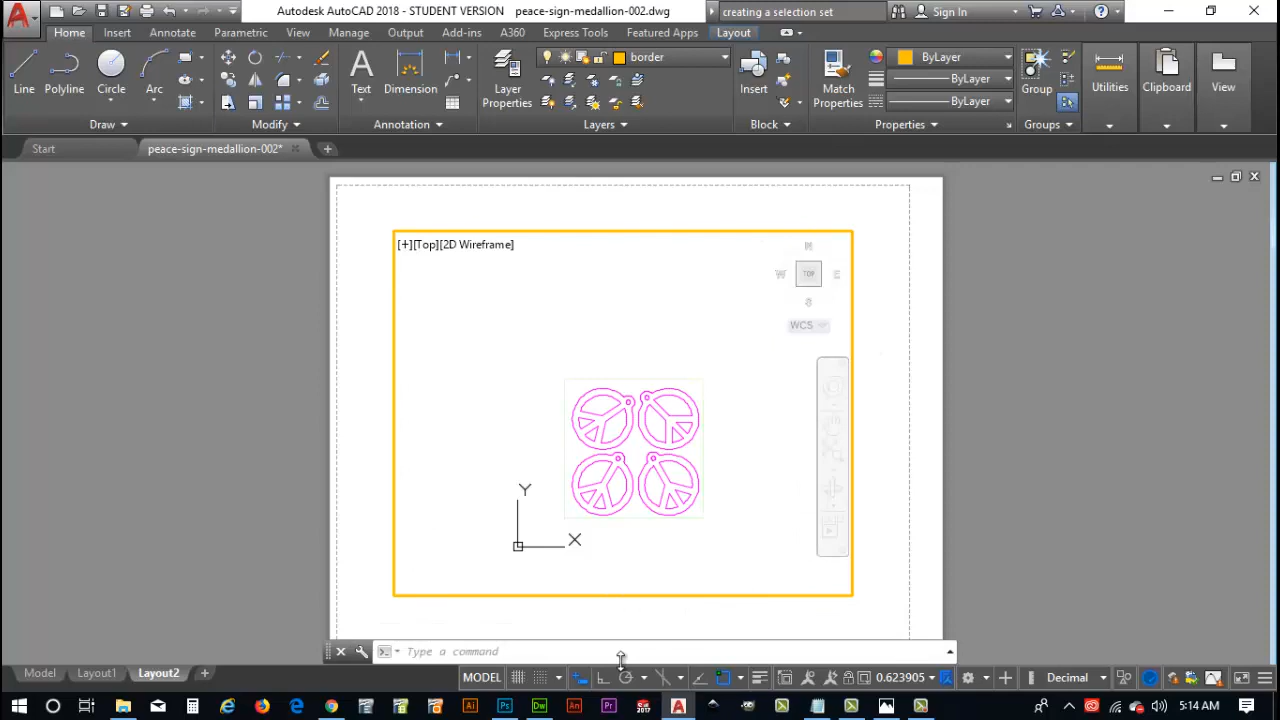 Autodesk AutoCAD 2018 - STUDENT VERSION peace-sign-medallion-002.dwg
creating a selection set
Sign In
Home Insert Annotate Parametric View Manage Output Add-ins A360 Express Tools Featured Apps Layout
Line Polyline Circle Arc
Text Dimension
Layer Properties
border
Insert
Match Properties
ByLayer
ByLayer
ByLayer
Group
Utilities
Clipboard
View
Draw Modify Annotation Layers Block Properties Groups
Start peace-sign-medallion-002*
[+][Top][2D Wireframe]
N
W TOP E
S
WCS
Y
X
Type a command
Model Layout1 Layout2
MODEL 0.623905 Decimal
5:14 AM